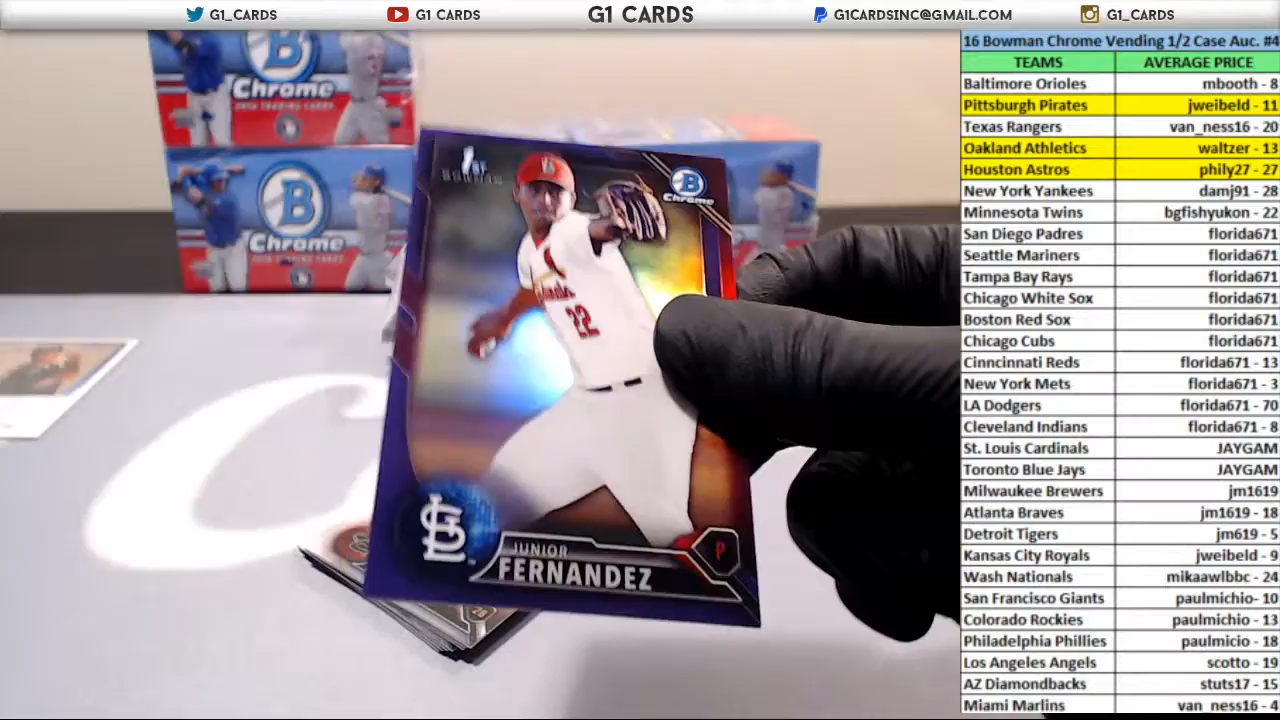 G1_CARDS
G1 CARDS
G1 CARDS
G1CARDSINC@GMAIL.COM
G1_CARDS
16 Bowman Chrome Vending 1/2 Case Auc. #4
TEAMS AVERAGE PRICE
Baltimore Orioles mbooth - 8
Pittsburgh Pirates jweibeld - 11
Texas Rangers van_ness16 - 20
Oakland Athletics waltzer - 13
Houston Astros phily27 - 27
New York Yankees damj91 - 28
Minnesota Twins bgfishyukon - 22
San Diego Padres florida671
Seattle Mariners florida671
Tampa Bay Rays florida671
Chicago White Sox florida671
Boston Red Sox florida671
Chicago Cubs florida671
Cinncinnati Reds florida671 - 13
New York Mets florida671 - 3
LA Dodgers florida671 - 70
Cleveland Indians florida671 - 8
St. Louis Cardinals JAYGAM
Toronto Blue Jays JAYGAM
Milwaukee Brewers jm1619
Atlanta Braves jm1619 - 18
Detroit Tigers jm619 - 5
Kansas City Royals jweibeld - 9
Wash Nationals mikaawlbbc - 24
San Francisco Giants paulmichio- 10
Colorado Rockies paulmichio - 13
Philadelphia Phillies paulmicio - 18
Los Angeles Angels scotto - 19
AZ Diamondbacks stuts17 - 15
Miami Marlins van_ness16 - 4
B
Chrome
B
Chrome
1st
BOWMAN
B
Chrome
22
STL
JUNIOR
FERNANDEZ
P
28